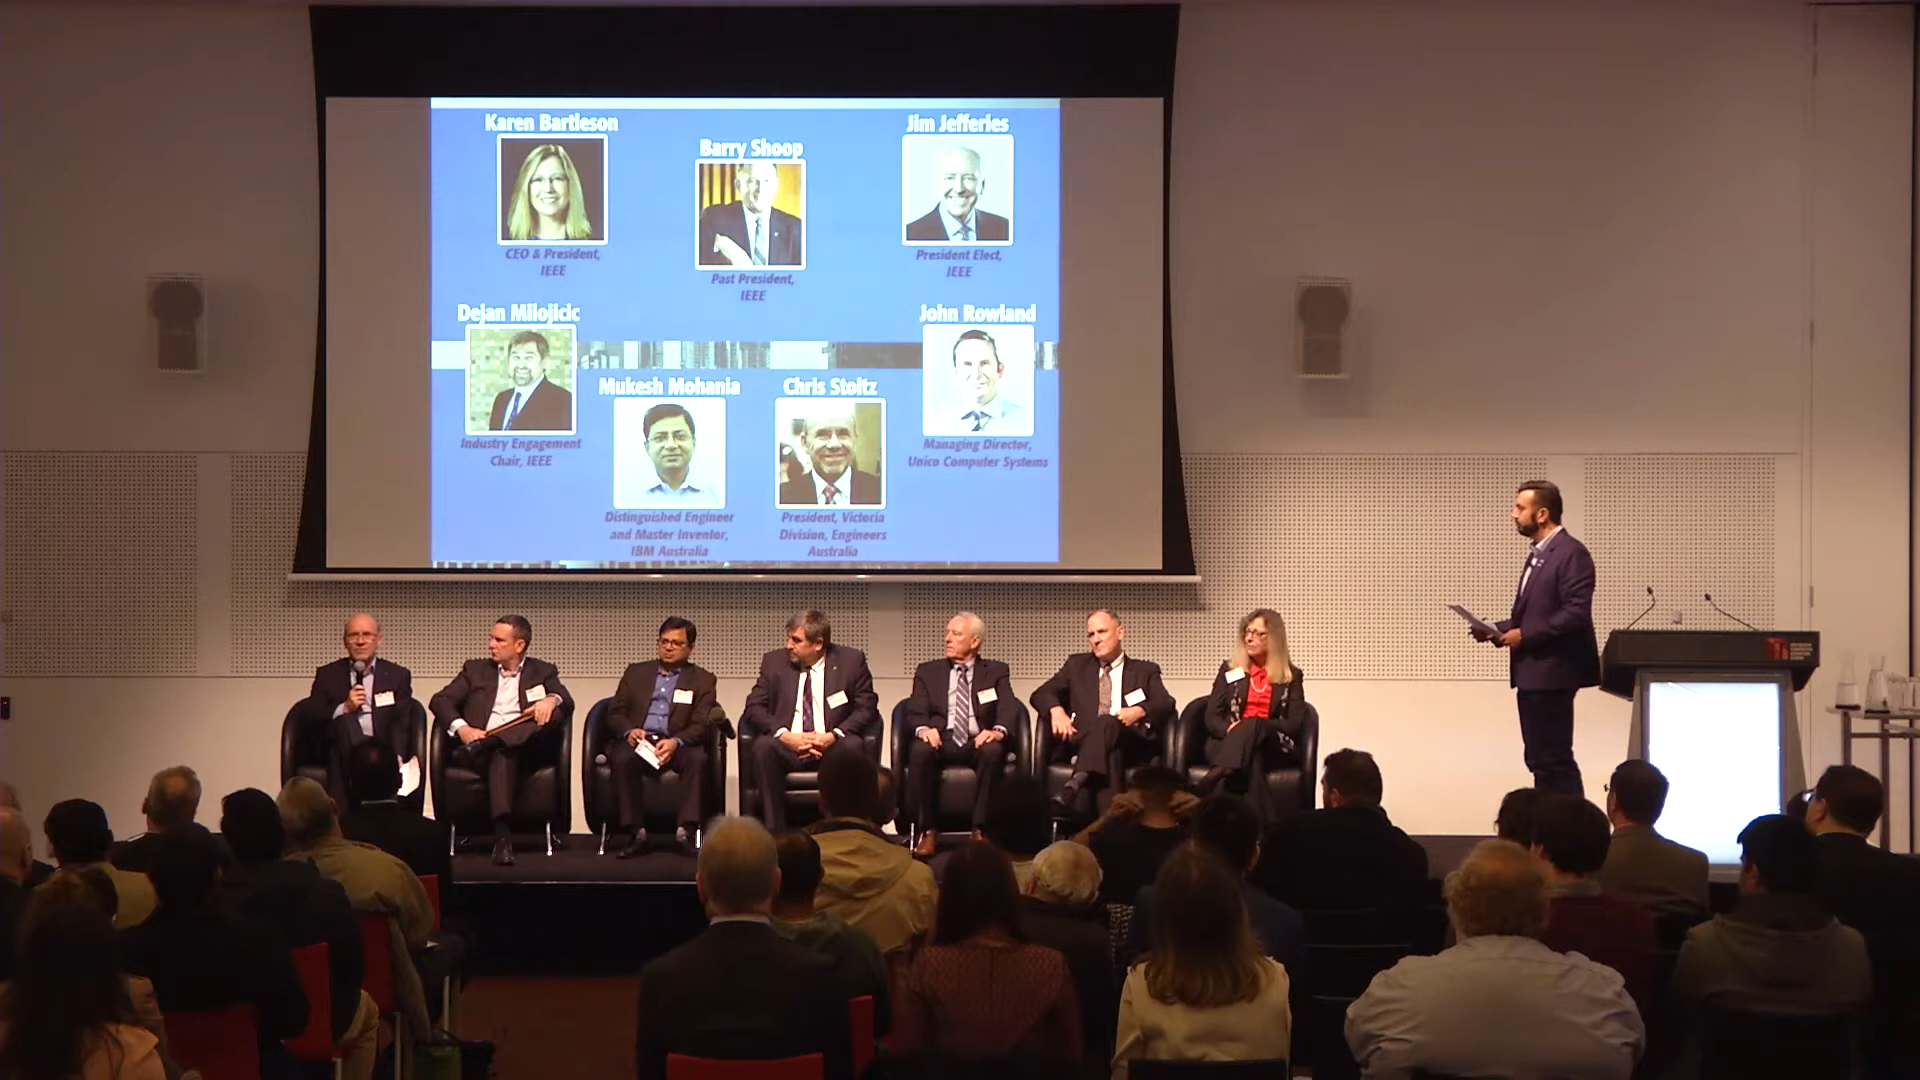 Karen Bartleson
CEO & President,
IEEE
Barry Shoop
Past President,
IEEE
Jim Jefferies
President Elect,
IEEE
Dejan Milojicic
Industry Engagement
Chair, IEEE
Mukesh Mohania
Distinguished Engineer
and Master Inventor,
IBM Australia
Chris Stoltz
President, Victoria
Division, Engineers
Australia
John Rowland
Managing Director,
Unico Computer Systems